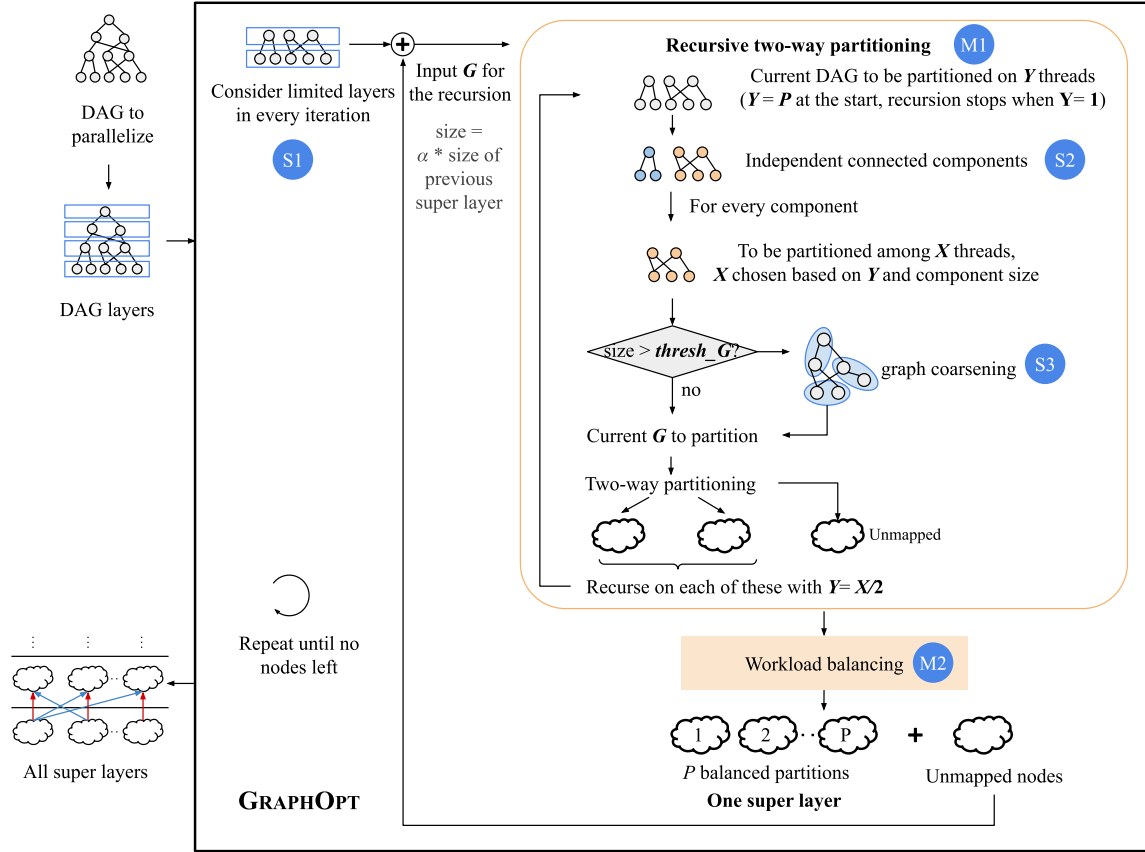 DAG to
parallelize
DAG layers
Consider limited layers
in every iteration
S1
+
Input G for
the recursion
size =
α * size of
previous
super layer
Recursive two-way partitioning
M1
Current DAG to be partitioned on Y threads
(Y = P at the start, recursion stops when Y= 1)
Independent connected components
S2
For every component
To be partitioned among X threads,
X chosen based on Y and component size
size > thresh_G?
graph coarsening
S3
no
Current G to partition
Two-way partitioning
Unmapped
Recurse on each of these with Y= X/2
Repeat until no
nodes left
Workload balancing
M2
1 2 ·· P + 
P balanced partitions
Unmapped nodes
One super layer
All super layers
GRAPHOPT